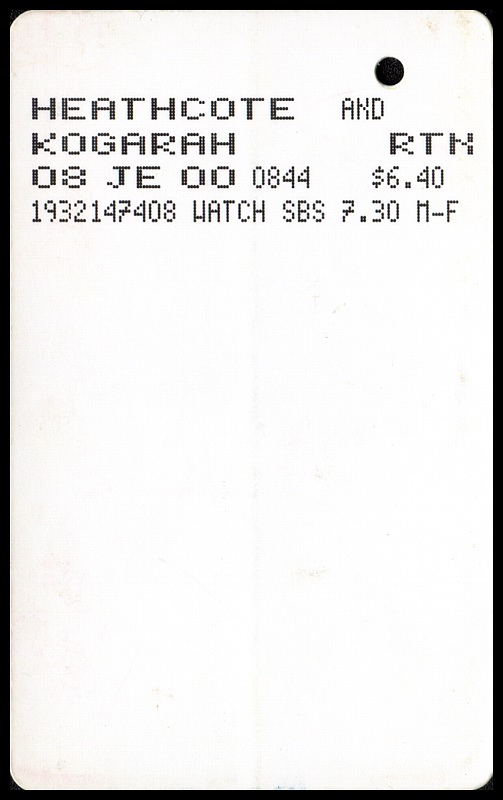 HEATHCOTE AND
KOGARAH RTN
08 JE 00 0844 $6.40
1932147408 WATCH SBS 7.30 M-F